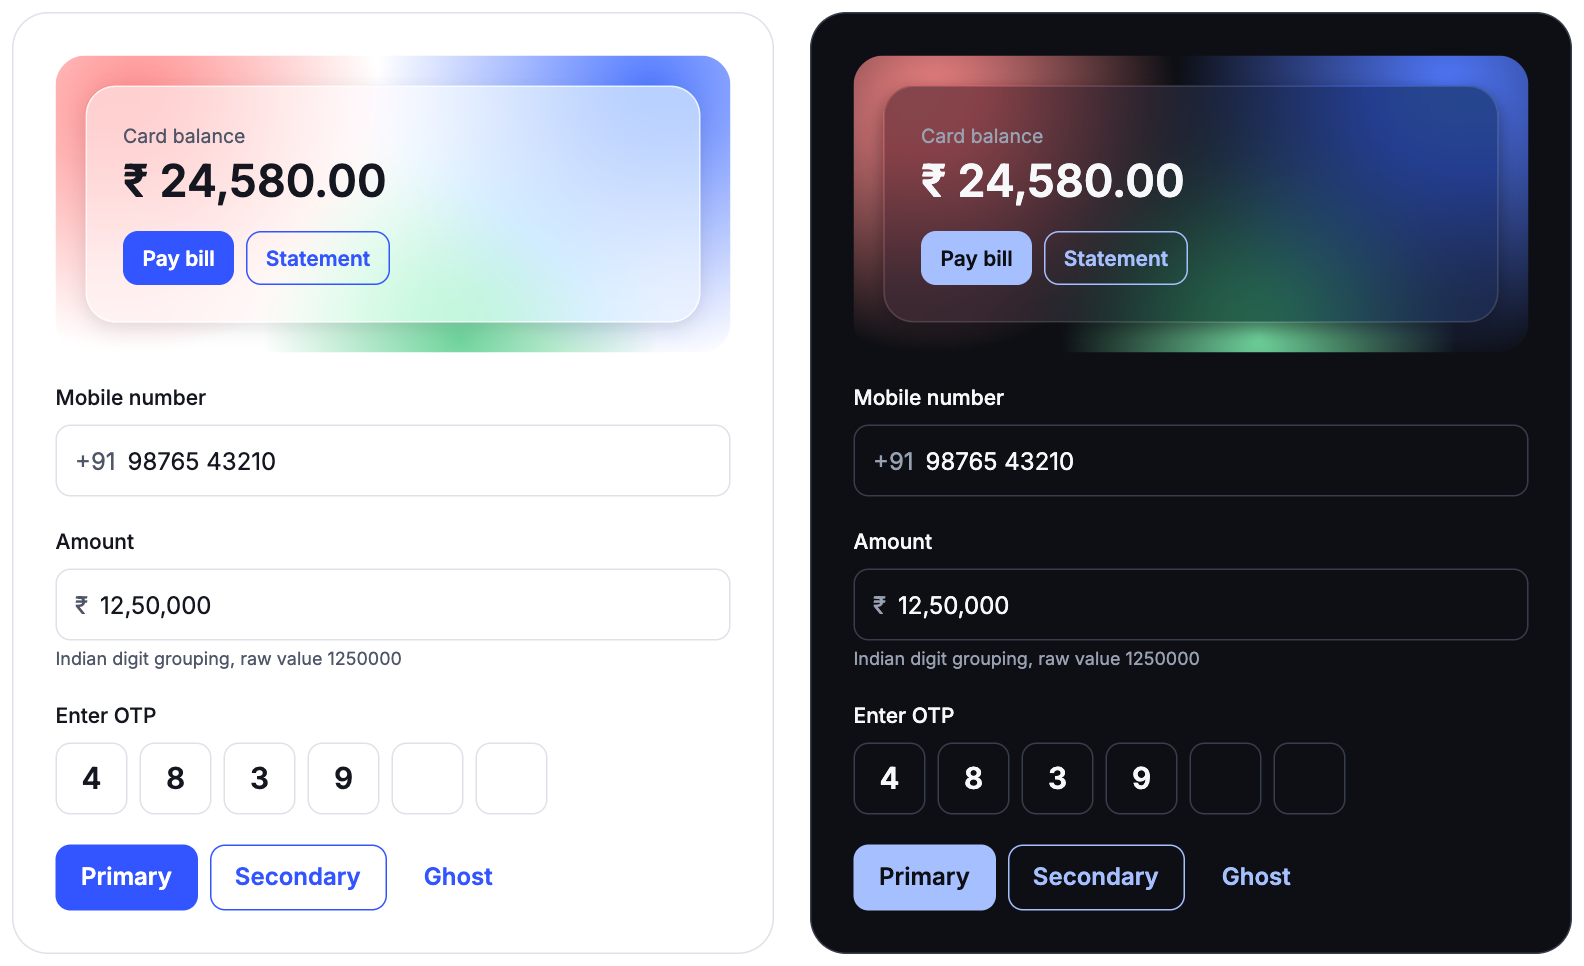 Card balance
₹ 24,580.00
Pay bill
Statement
Mobile number
+91 98765 43210
Amount
₹ 12,50,000
Indian digit grouping, raw value 1250000
Enter OTP
4 8 3 9
Primary
Secondary
Ghost
Card balance
₹ 24,580.00
Pay bill
Statement
Mobile number
+91 98765 43210
Amount
₹ 12,50,000
Indian digit grouping, raw value 1250000
Enter OTP
4 8 3 9
Primary
Secondary
Ghost